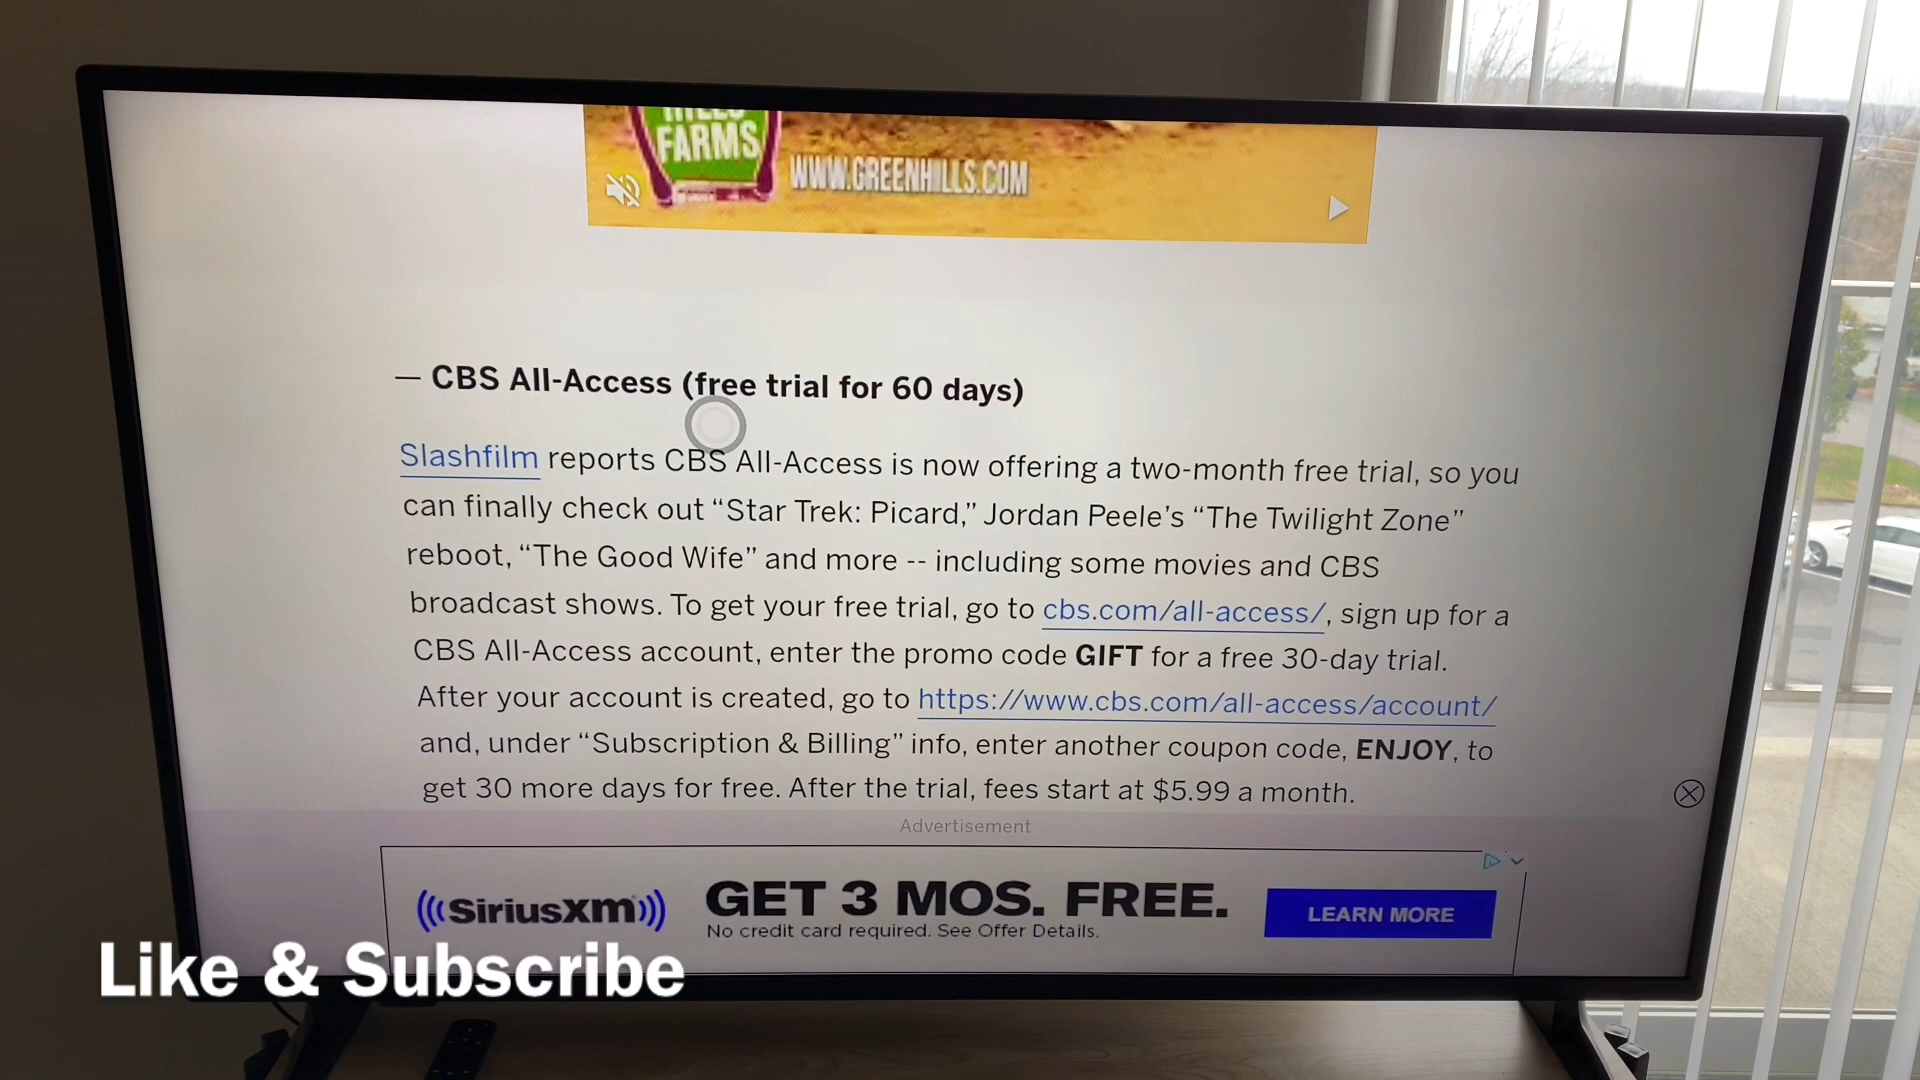 FARMS
WWW.GREENHILLS.COM
— CBS All-Access (free trial for 60 days)
Slashfilm reports CBS All-Access is now offering a two-month free trial, so you
can finally check out “Star Trek: Picard,” Jordan Peele’s “The Twilight Zone”
reboot, “The Good Wife” and more -- including some movies and CBS
broadcast shows. To get your free trial, go to cbs.com/all-access/, sign up for a
CBS All-Access account, enter the promo code GIFT for a free 30-day trial.
After your account is created, go to https://www.cbs.com/all-access/account/
and, under “Subscription & Billing” info, enter another coupon code, ENJOY, to
get 30 more days for free. After the trial, fees start at $5.99 a month.
Advertisement
SiriusXM
GET 3 MOS. FREE.
No credit card required. See Offer Details.
LEARN MORE
Like & Subscribe